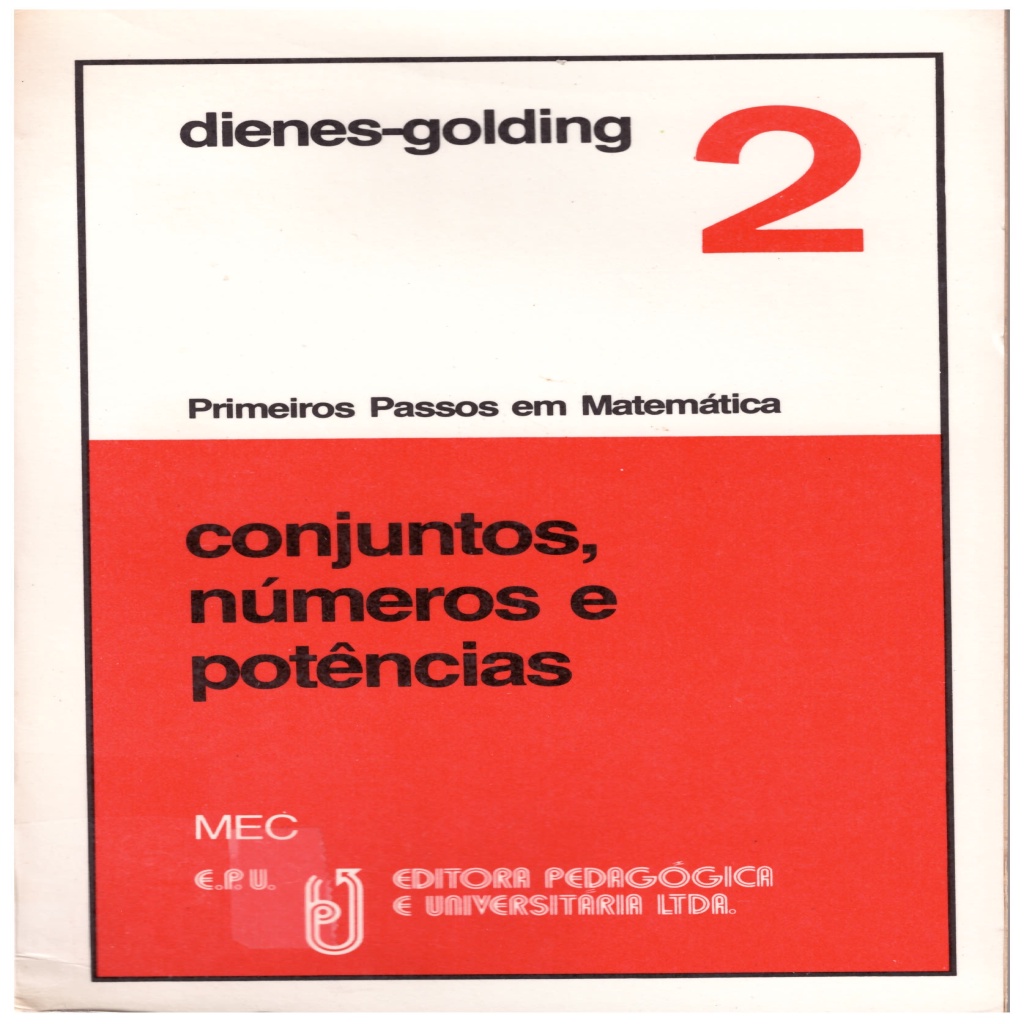 dienes-golding
2
Primeiros Passos em Matemática
conjuntos,
números e
potências
MEC
E.P.U.
EDITORA PEDAGÓGICA
E UNIVERSITÁRIA LTDA.